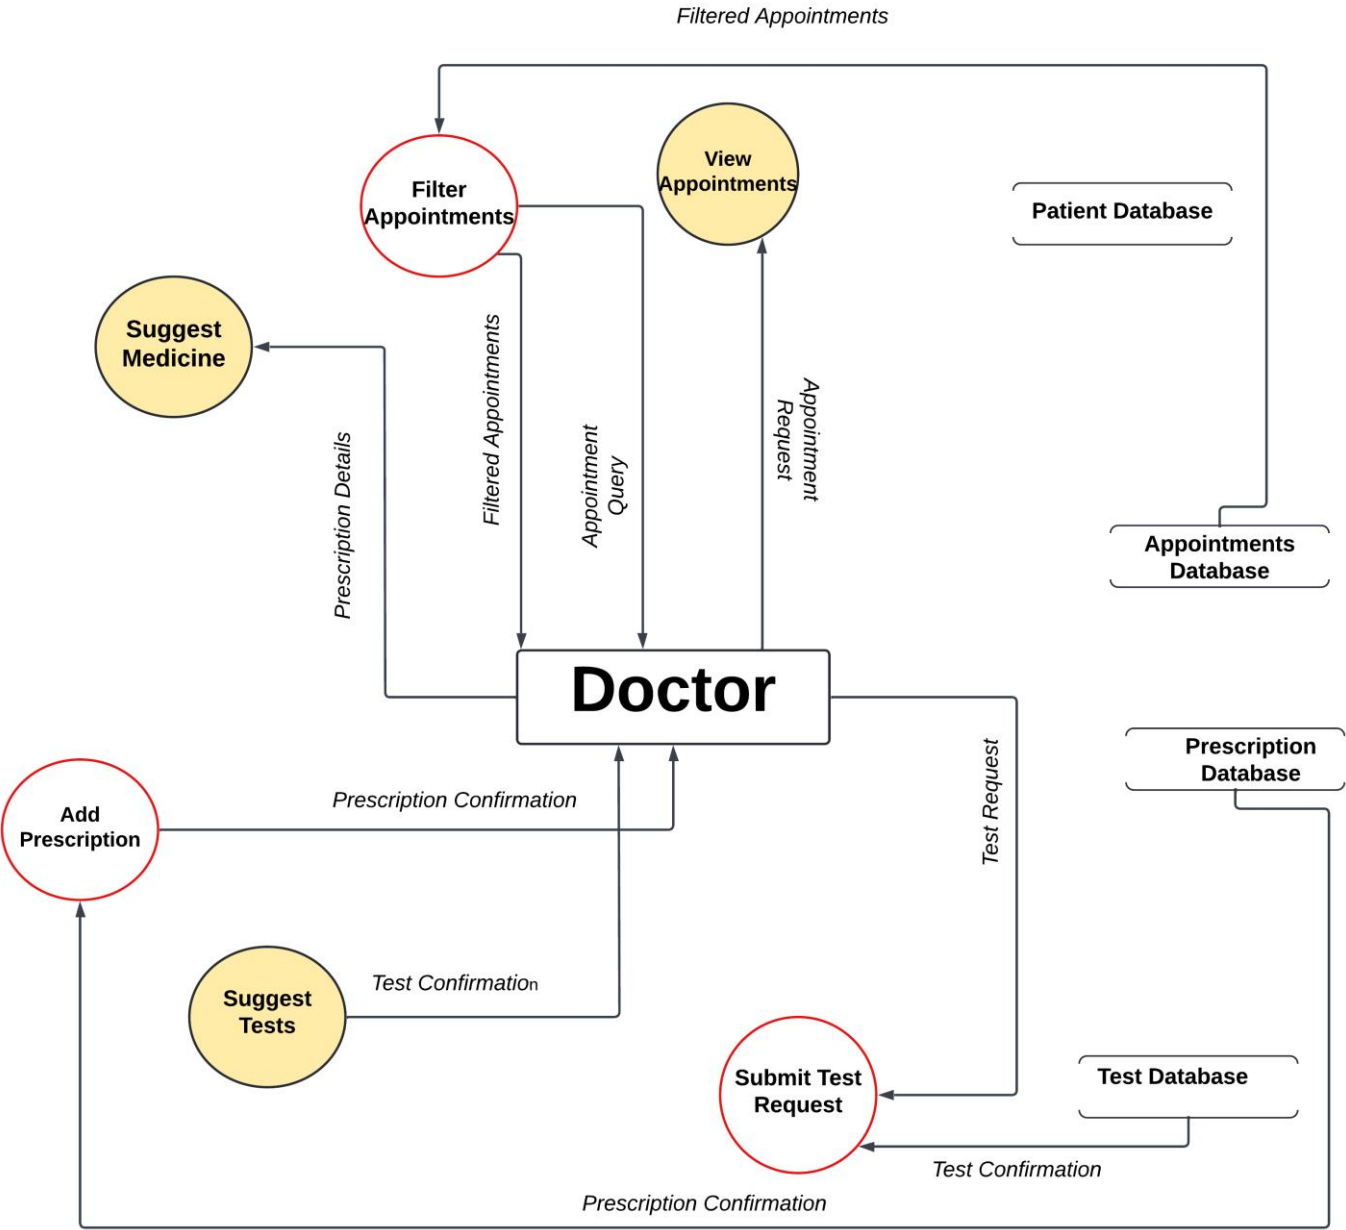 Filtered Appointments
View
Appointments
Filter
Appointments
Patient Database
Suggest
Medicine
Filtered Appointments
Appointment
Query
Appointment
Request
Prescription Details
Appointments
Database
Doctor
Prescription
Database
Test Request
Prescription Confirmation
Add
Prescription
Test Confirmation
Suggest
Tests
Submit Test
Request
Test Database
Test Confirmation
Prescription Confirmation